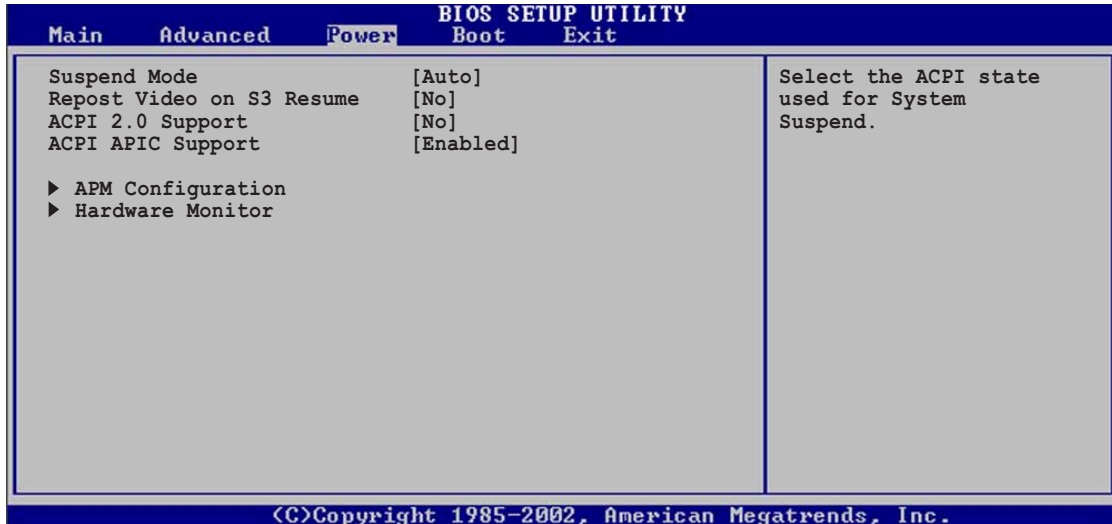 BIOS SETUP UTILITY
Main Advanced Power Boot Exit
Suspend Mode [Auto]
Repost Video on S3 Resume [No]
ACPI 2.0 Support [No]
ACPI APIC Support [Enabled]
▶ APM Configuration
▶ Hardware Monitor
Select the ACPI state
used for System
Suspend.
(C)Copyright 1985-2002, American Megatrends, Inc.